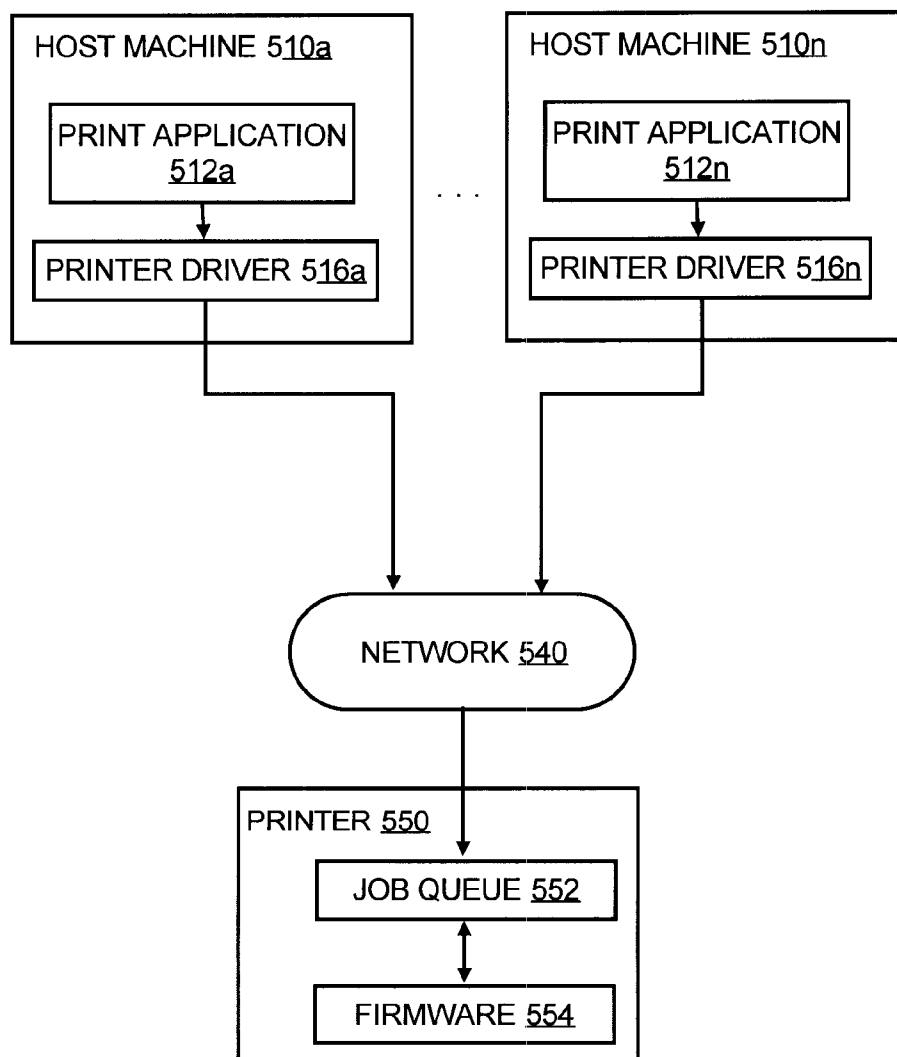 HOST MACHINE 510a
PRINT APPLICATION
512a
PRINTER DRIVER 516a
. . .
HOST MACHINE 510n
PRINT APPLICATION
512n
PRINTER DRIVER 516n
NETWORK 540
PRINTER 550
JOB QUEUE 552
FIRMWARE 554